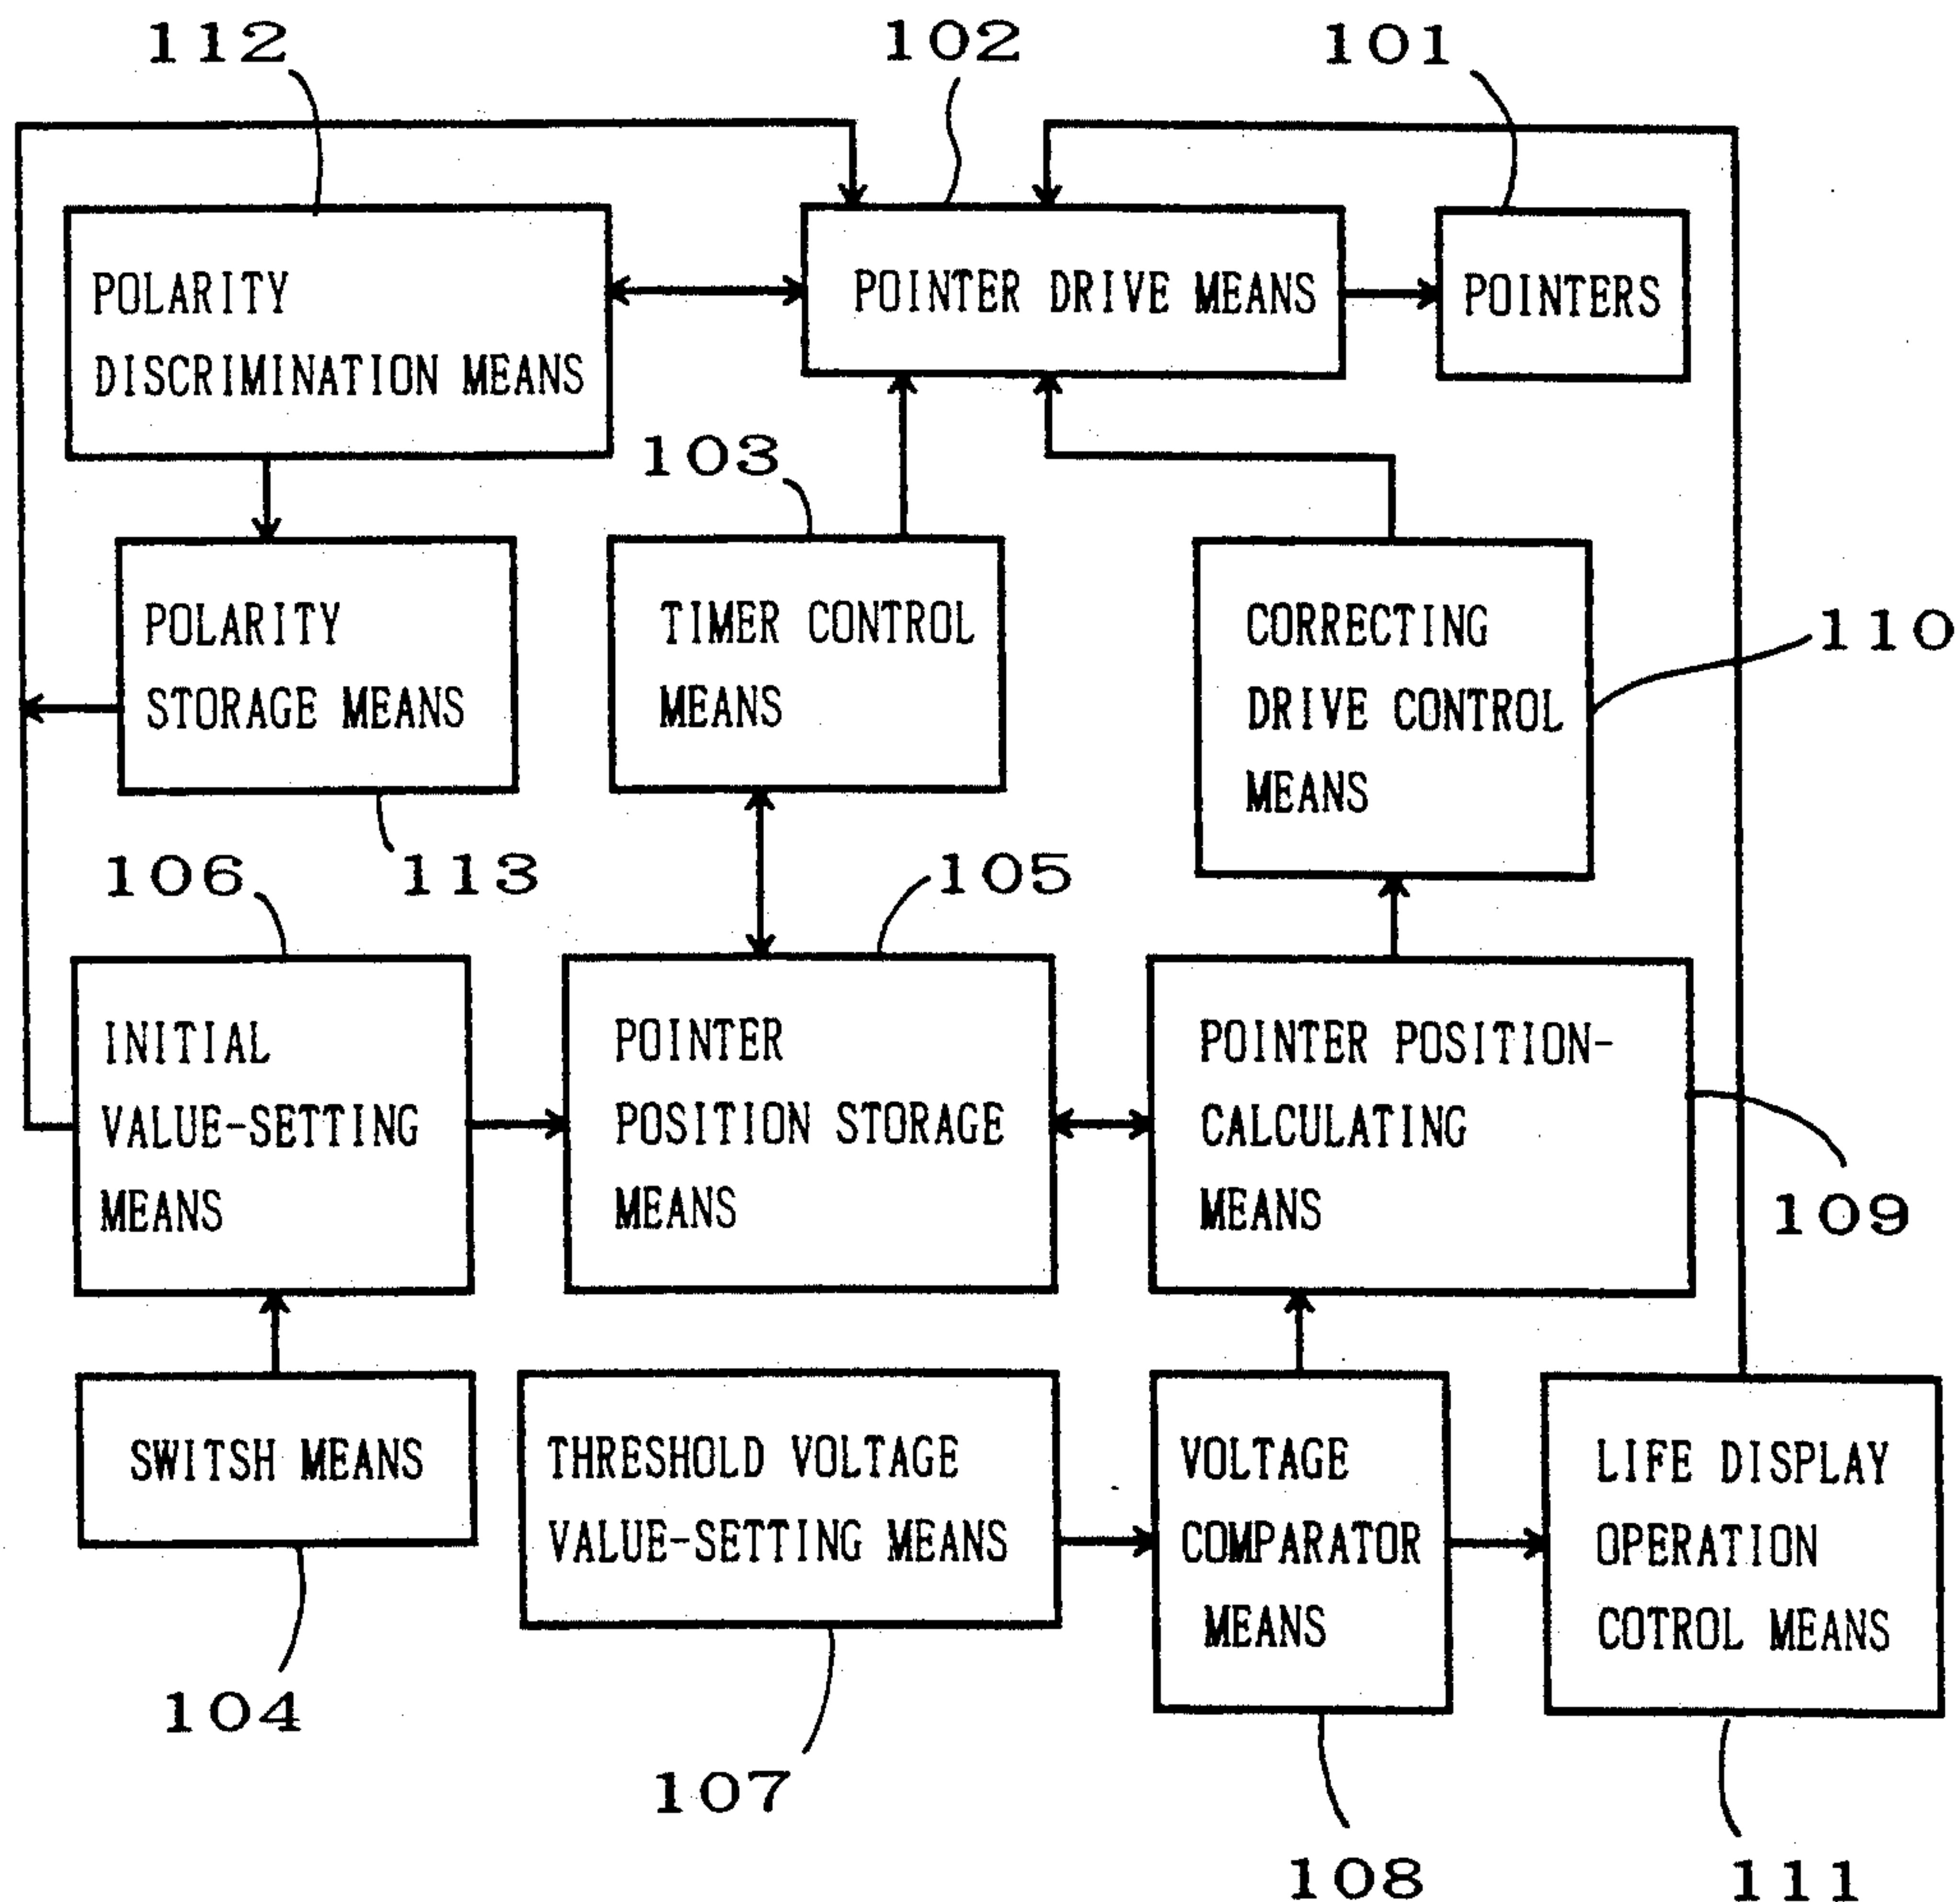 112
102
101
POLARITY
DISCRIMINATION MEANS
POINTER DRIVE MEANS
POINTERS
103
POLARITY
STORAGE MEANS
TIMER CONTROL
MEANS
CORRECTING
DRIVE CONTROL
MEANS
110
106
113
105
INITIAL
VALUE-SETTING
MEANS
POINTER
POSITION STORAGE
MEANS
POINTER POSITION-
CALCULATING
MEANS
109
SWITSH MEANS
THRESHOLD VOLTAGE
VALUE-SETTING MEANS
VOLTAGE
COMPARATOR
MEANS
LIFE DISPLAY
OPERATION
COTROL MEANS
104
107
108
111